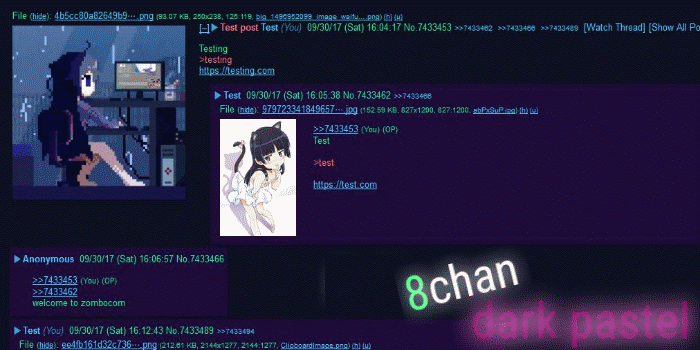 File (hide): 4b5cc80a82649b9···.png (93.07 KB, 250x238, 125:119, big_1496952099_image_waifu....png) (h) (u)
[–] ▶ Test post Test (You) 09/30/17 (Sat) 16:04:17 No.7433453 >>7433462 >>7433466 >>7433489 [Watch Thread] [Show All Po
Testing
>testing
https://testing.com
▶ Test 09/30/17 (Sat) 16:05:38 No.7433462 >>7433466
File (hide): 979723341849657···.jpg (152.59 KB, 827x1200, 827:1200, abPxSuP.jpg) (h) (u)
>>7433453 (You) (OP)
Test
>test
https://test.com
▶ Anonymous 09/30/17 (Sat) 16:06:57 No.7433466
>>7433453 (You) (OP)
>>7433462
welcome to zombocom
8chan
dark pastel
▶ Test (You) 09/30/17 (Sat) 16:12:43 No.7433489 >>7433494
File (hide): ee4fb161d32c736···.png (212.61 KB, 2144x1277, 2144:1277, ClipboardImage.png) (h) (u)